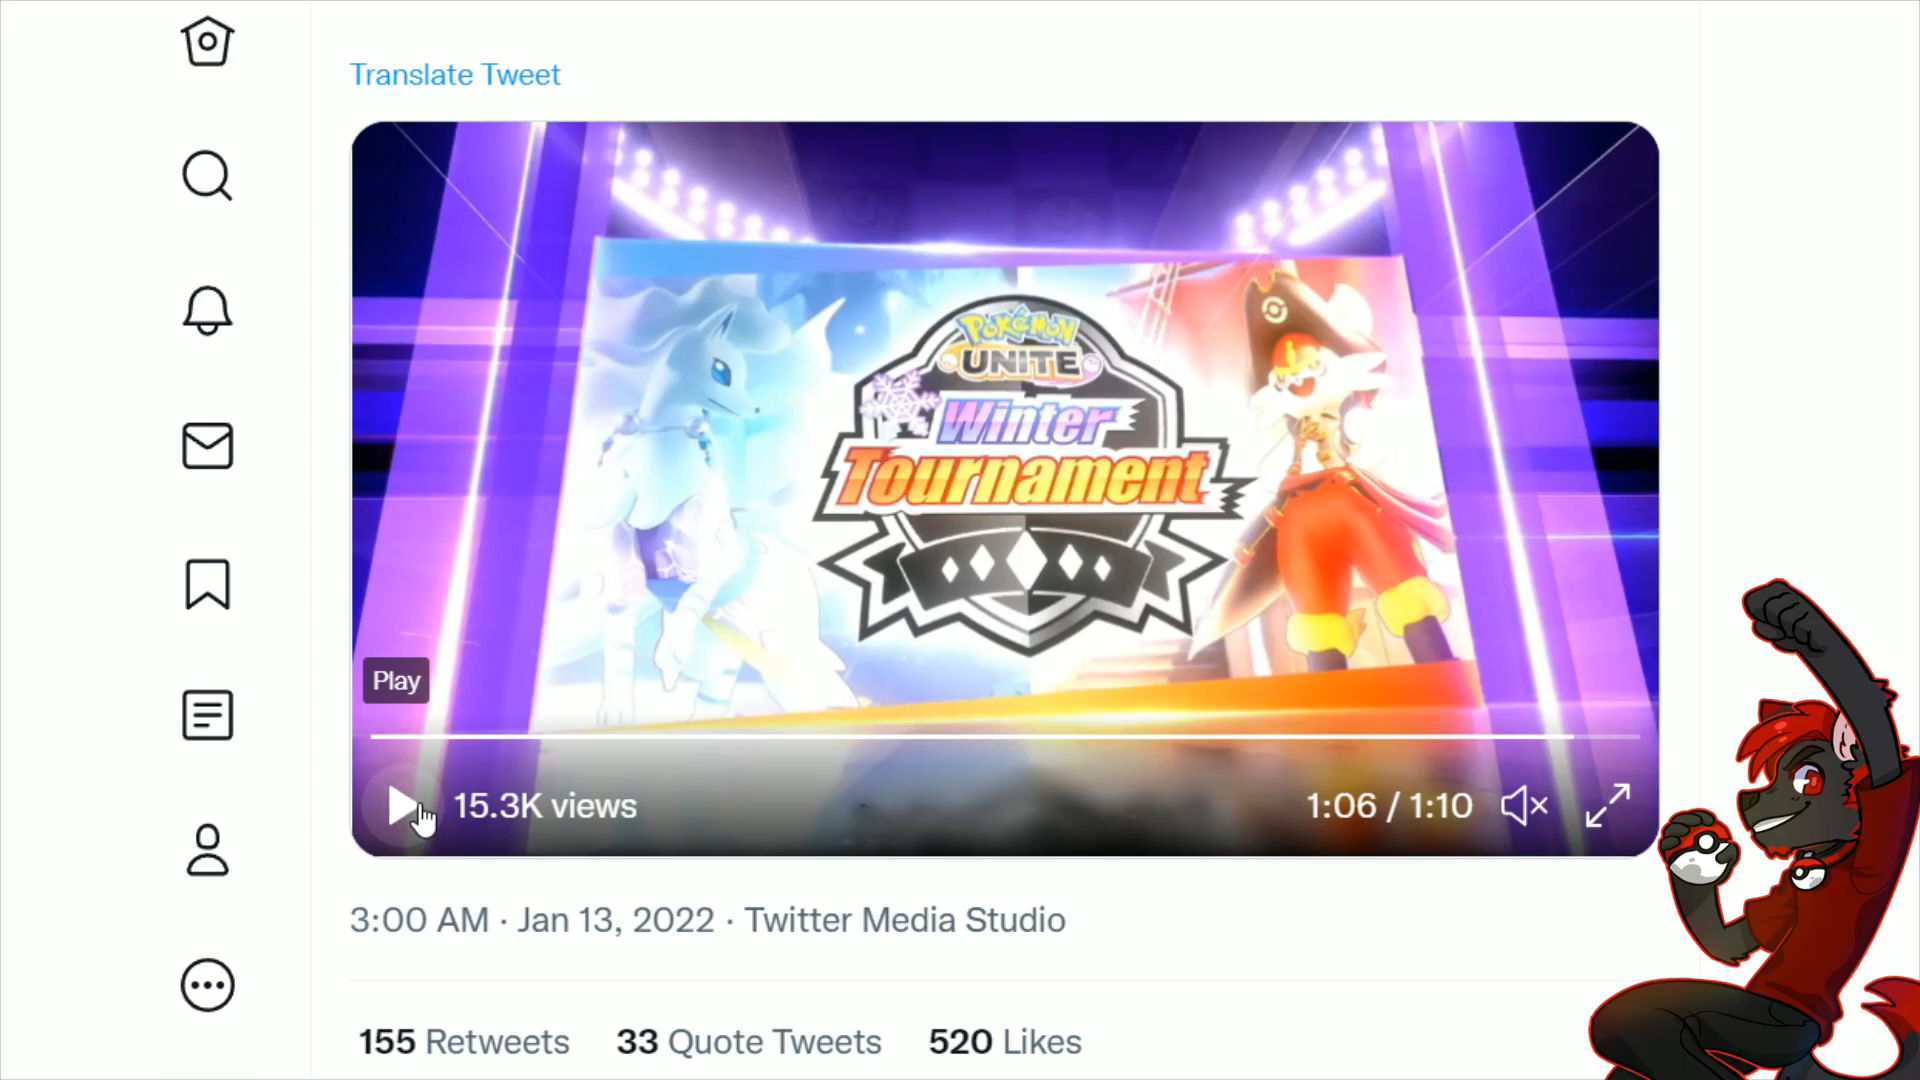 Translate Tweet
POKÉMON
UNITE
Winter
Tournament
Play
15.3K views
1:06 / 1:10
3:00 AM · Jan 13, 2022 · Twitter Media Studio
155 Retweets 33 Quote Tweets 520 Likes